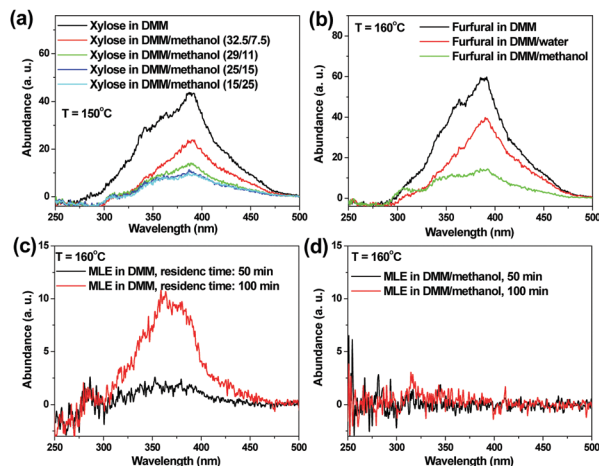 (a)
Xylose in DMM
Xylose in DMM/methanol (32.5/7.5)
Xylose in DMM/methanol (29/11)
Xylose in DMM/methanol (25/15)
Xylose in DMM/methanol (15/25)
T = 150°C
Abundance (a. u.)
60
40
20
0
250 300 350 400 450 500
Wavelength (nm)
(b)
T = 160°C
Furfural in DMM
Furfural in DMM/water
Furfural in DMM/methanol
Abundance (a. u.)
80
60
40
20
0
250 300 350 400 450 500
Wavelength (nm)
(c)
T = 160°C
MLE in DMM, residenc time: 50 min
MLE in DMM, residence time: 100 min
Abundance (a. u.)
15
10
5
0
250 300 350 400 450 500
Wavelength (nm)
(d)
T = 160°C
MLE in DMM/methanol, 50 min
MLE in DMM/methanol, 100 min
Abundance (a. u.)
15
10
5
0
-5
250 300 350 400 450 500
Wavelength (nm)